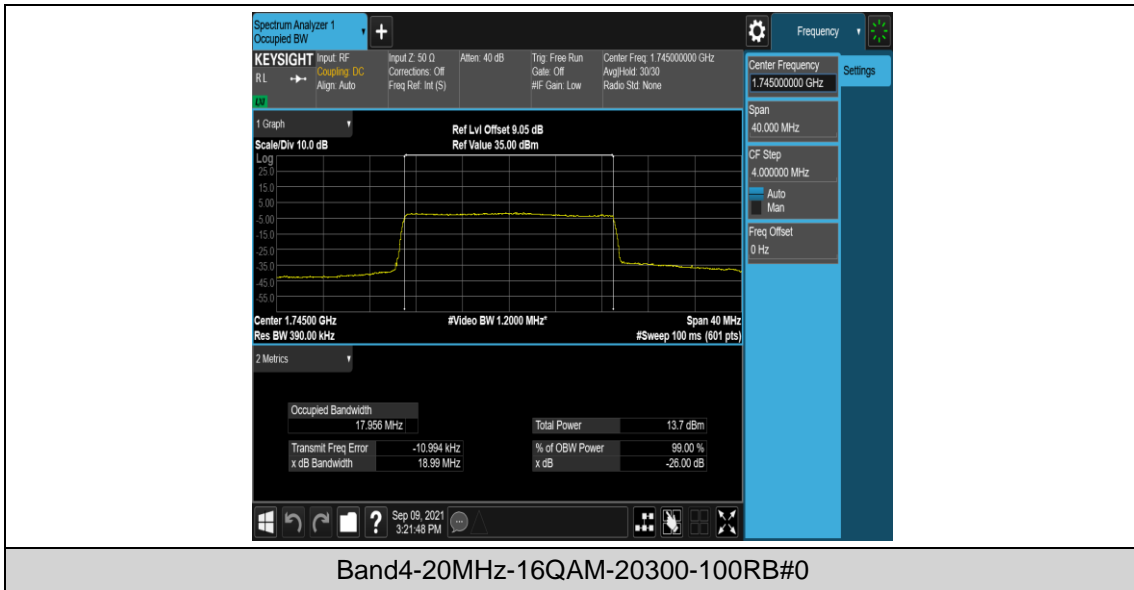 Spectrum Analyzer 1
Occupied BW
+
Frequency
KEYSIGHT
RL
LXI
Input: RF
Coupling: DC
Align: Auto
Input Z: 50 Ω
Corrections: Off
Freq Ref: Int (S)
Atten: 40 dB
Trig: Free Run
Gate: Off
#IF Gain: Low
Center Freq: 1.745000000 GHz
Avg|Hold: 30/30
Radio Std: None
Center Frequency
1.745000000 GHz
Settings
Span
40.000 MHz
CF Step
4.000000 MHz
Auto
Man
Freq Offset
0 Hz
1 Graph
Scale/Div 10.0 dB
Ref Lvl Offset 9.05 dB
Ref Value 35.00 dBm
Log
25.0
15.0
5.00
-5.00
-15.0
-25.0
-35.0
-45.0
-55.0
Center 1.74500 GHz
#Video BW 1.2000 MHz*
Span 40 MHz
Res BW 390.00 kHz
#Sweep 100 ms (601 pts)
2 Metrics
Occupied Bandwidth
17.956 MHz
Total Power 13.7 dBm
Transmit Freq Error -10.994 kHz
% of OBW Power 99.00 %
x dB Bandwidth 18.99 MHz
x dB -26.00 dB
?
Sep 09, 2021
3:21:48 PM
Band4-20MHz-16QAM-20300-100RB#0